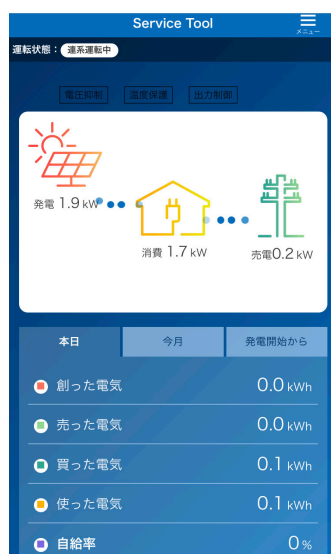 Service Tool
メニュー
運転状態： 連系運転中
電圧抑制 温度保護 出力制御
発電 1.9 kW
消費 1.7 kW
売電0.2 kW
本日 今月 発電開始から
創った電気 0.0 kWh
売った電気 0.0 kWh
買った電気 0.1 kWh
使った電気 0.1 kWh
自給率 0 %